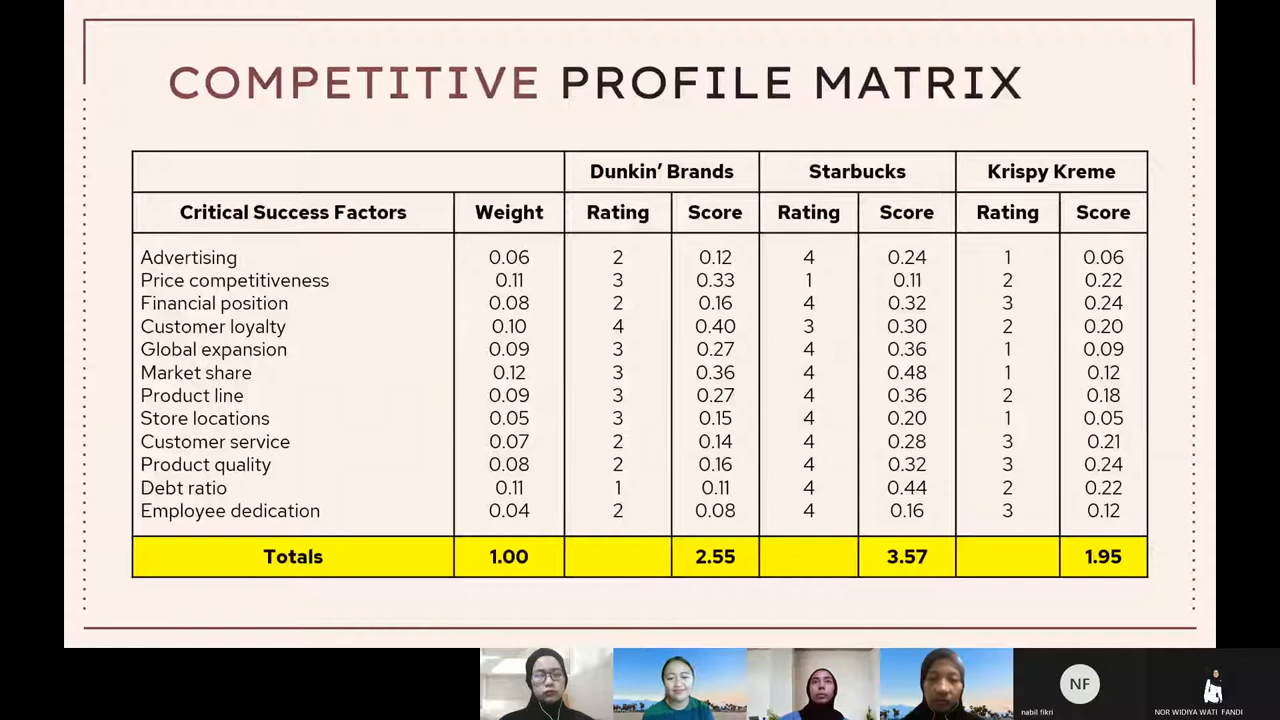 COMPETITIVE PROFILE MATRIX
Dunkin’ Brands Starbucks Krispy Kreme
Critical Success Factors Weight Rating Score Rating Score Rating Score
Advertising 0.06 2 0.12 4 0.24 1 0.06
Price competitiveness 0.11 3 0.33 1 0.11 2 0.22
Financial position 0.08 2 0.16 4 0.32 3 0.24
Customer loyalty 0.10 4 0.40 3 0.30 2 0.20
Global expansion 0.09 3 0.27 4 0.36 1 0.09
Market share 0.12 3 0.36 4 0.48 1 0.12
Product line 0.09 3 0.27 4 0.36 2 0.18
Store locations 0.05 3 0.15 4 0.20 1 0.05
Customer service 0.07 2 0.14 4 0.28 3 0.21
Product quality 0.08 2 0.16 4 0.32 3 0.24
Debt ratio 0.11 1 0.11 4 0.44 2 0.22
Employee dedication 0.04 2 0.08 4 0.16 3 0.12
Totals 1.00 2.55 3.57 1.95
NF
nabil fikri
NOR WIDIYA WATI FANDI